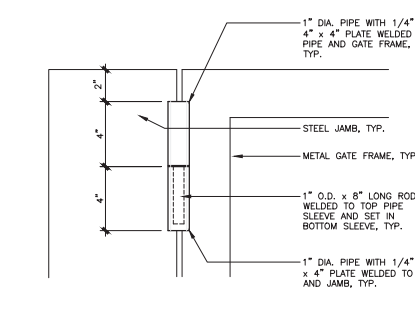 1" DIA. PIPE WITH 1/4"
4" x 4" PLATE WELDED
PIPE AND GATE FRAME,
TYP.
2"
4"
STEEL JAMB, TYP.
METAL GATE FRAME, TYP
4"
1" O.D. x 8" LONG ROD
WELDED TO TOP PIPE
SLEEVE AND SET IN
BOTTOM SLEEVE, TYP.
1" DIA. PIPE WITH 1/4"
x 4" PLATE WELDED TO
AND JAMB, TYP.